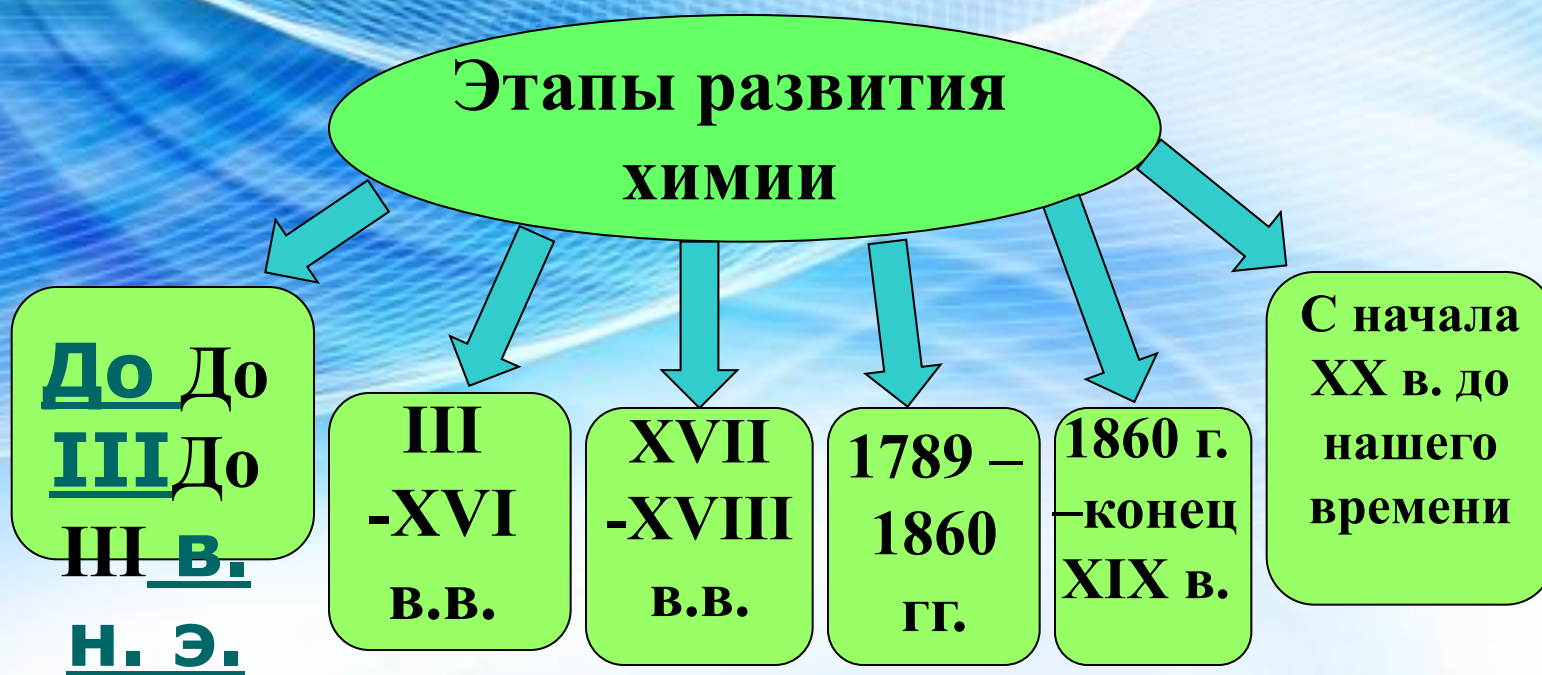 Этапы развития
химии
До До
IIIДо
III в.
н. э.
III
-XVI
в.в.
XVII
-XVIII
в.в.
1789 –
1860
гг.
1860 г.
–конец
XIX в.
С начала
XX в. до
нашего
времени